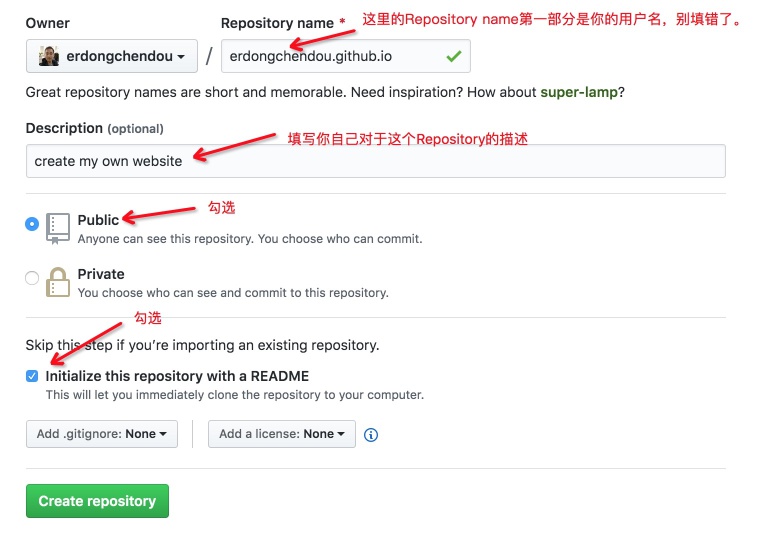 Owner
Repository name *
这里的Repository name第一部分是你的用户名，别填错了。
erdongchendou / erdongchendou.github.io
Great repository names are short and memorable. Need inspiration? How about super-lamp?
Description (optional)
填写你自己对于这个Repository的描述
create my own website
勾选
Public
Anyone can see this repository. You choose who can commit.
Private
You choose who can see and commit to this repository.
勾选
Skip this step if you’re importing an existing repository.
Initialize this repository with a README
This will let you immediately clone the repository to your computer.
Add .gitignore: None
Add a license: None
Create repository